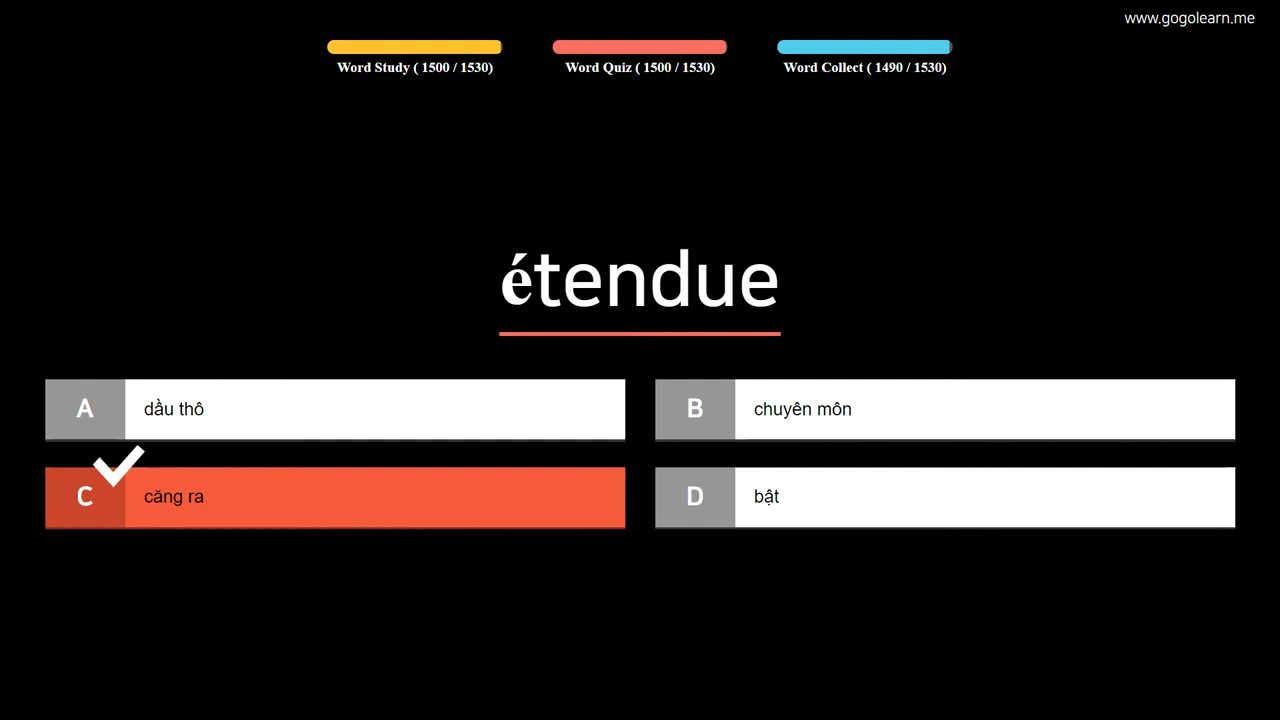 www.gogolearn.me
Word Study ( 1500 / 1530)
Word Quiz ( 1500 / 1530)
Word Collect ( 1490 / 1530)
étendue
A
dầu thô
B
chuyên môn
C
căng ra
D
bật